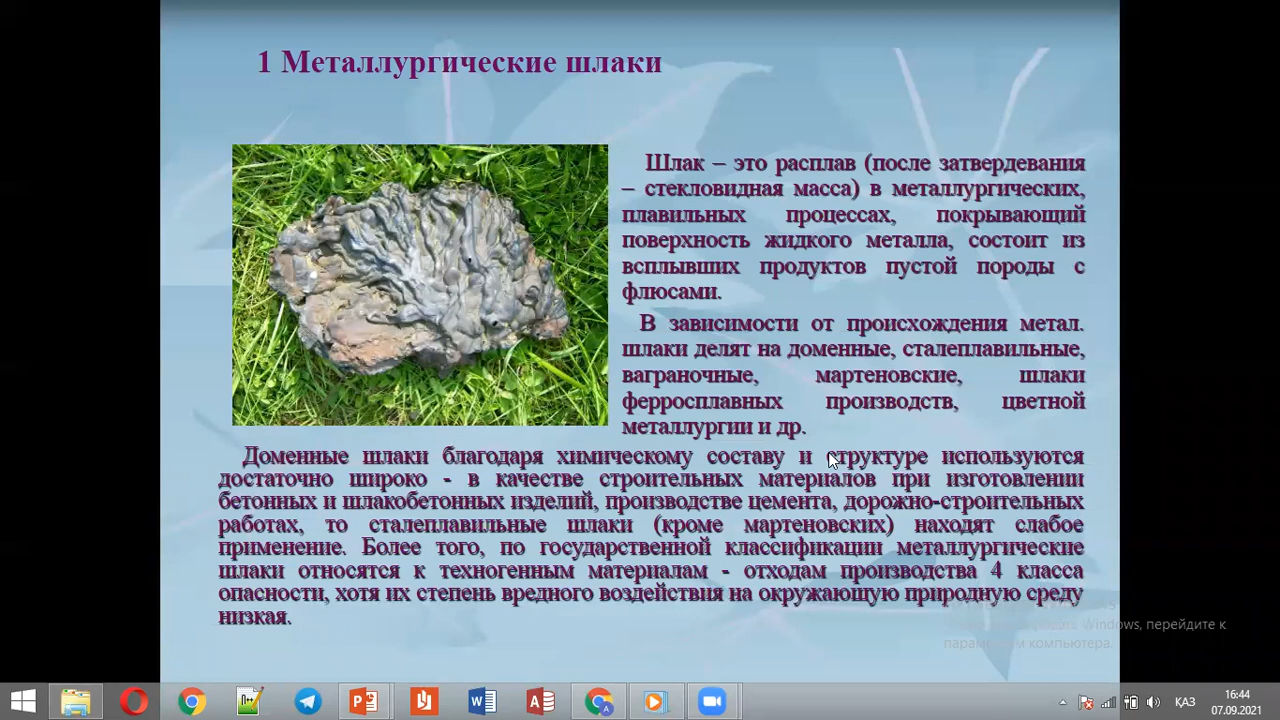 1 Металлургические шлаки
Шлак – это расплав (после затвердевания
– стекловидная масса) в металлургических,
плавильных процессах, покрывающий
поверхность жидкого металла, состоит из
всплывших продуктов пустой породы с
флюсами.
В зависимости от происхождения метал.
шлаки делят на доменные, сталеплавильные,
ваграночные, мартеновские, шлаки
ферросплавных производств, цветной
металлургии и др.
Доменные шлаки благодаря химическому составу и структуре используются
достаточно широко - в качестве строительных материалов при изготовлении
бетонных и шлакобетонных изделий, производстве цемента, дорожно-строительных
работах, то сталеплавильные шлаки (кроме мартеновских) находят слабое
применение. Более того, по государственной классификации металлургические
шлаки относятся к техногенным материалам - отходам производства 4 класса
опасности, хотя их степень вредного воздействия на окружающую природную среду
низкая.
Windows, перейдите к
компьютера.
ҚАЗ
16:44
07.09.2021